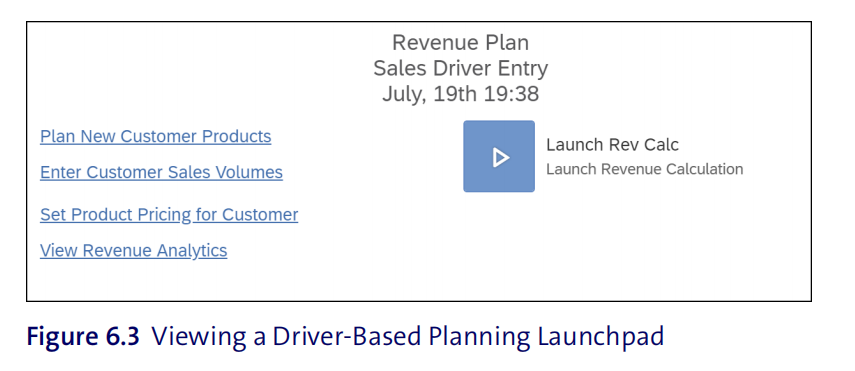 Revenue Plan
Sales Driver Entry
July, 19th 19:38
Plan New Customer Products
Enter Customer Sales Volumes
Set Product Pricing for Customer
View Revenue Analytics
Launch Rev Calc
Launch Revenue Calculation
Figure 6.3 Viewing a Driver-Based Planning Launchpad